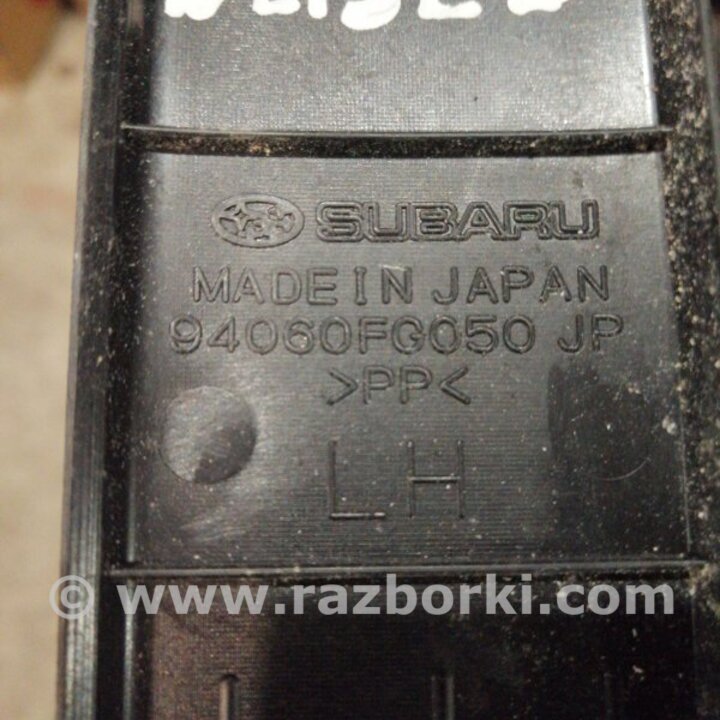 SUBARU
MADE IN JAPAN
94060FG050 JP
>PP<
LH
© www.razborki.com